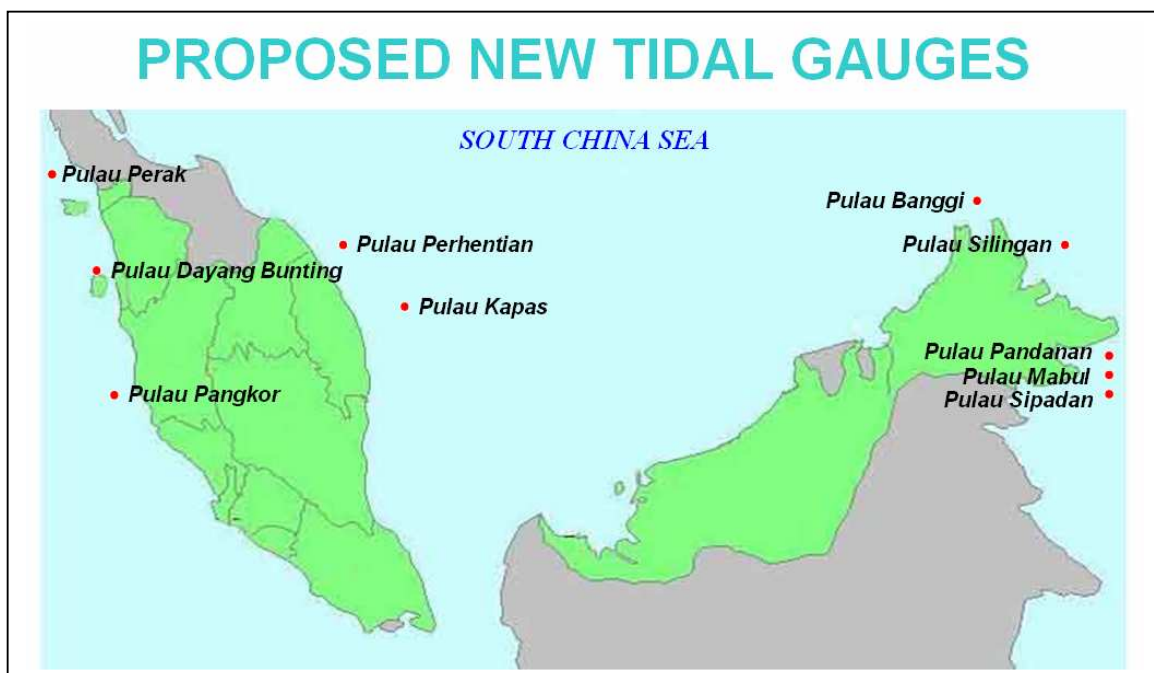 PROPOSED NEW TIDAL GAUGES
SOUTH CHINA SEA
Pulau Perak
Pulau Banggi
Pulau Perhentian
Pulau Silingan
Pulau Dayang Bunting
Pulau Kapas
Pulau Pandanan
Pulau Mabul
Pulau Pangkor
Pulau Sipadan